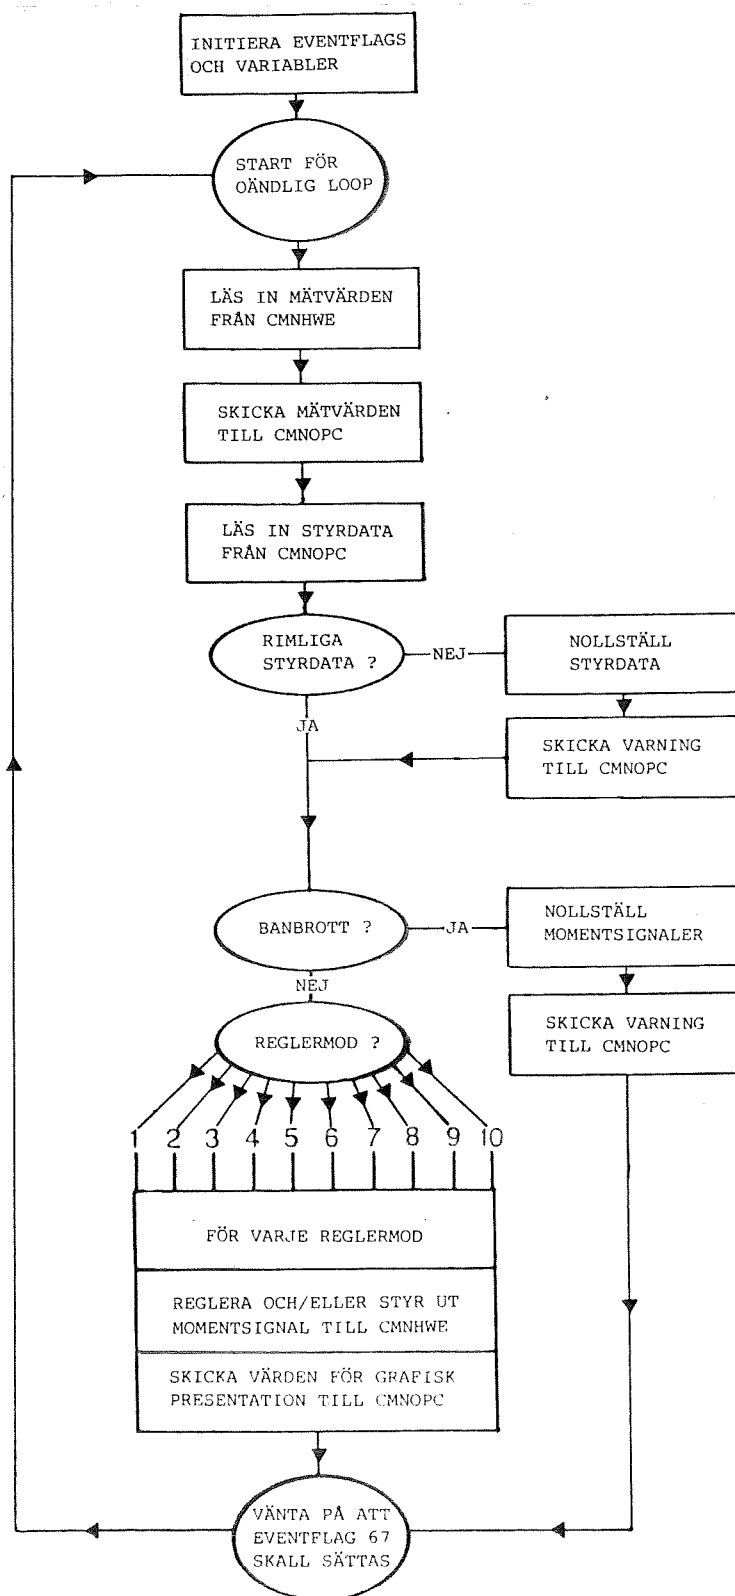 INITIERA EVENTFLAGS
OCH VARIABLER
START FÖR
OÄNDLIG LOOP
LÄS IN MÄTVÄRDEN
FRÅN CMNHWE
SKICKA MÄTVÄRDEN
TILL CMNOPC
LÄS IN STYRDATA
FRÅN CMNOPC
RIMLIGA
STYRDATA ?
NEJ
NOLLSTÄLL
STYRDATA
JA
SKICKA VARNING
TILL CMNOPC
BANBROTT ?
JA
NOLLSTÄLL
MOMENTSIGNALER
NEJ
SKICKA VARNING
TILL CMNOPC
REGLERMOD ?
1 2 3 4 5 6 7 8 9 10
FÖR VARJE REGLERMOD
REGLERA OCH/ELLER STYR UT
MOMENTSIGNAL TILL CMNHWE
SKICKA VÄRDEN FÖR GRAFISK
PRESENTATION TILL CMNOPC
VÄNTA PÅ ATT
EVENTFLAG 67
SKALL SÄTTAS